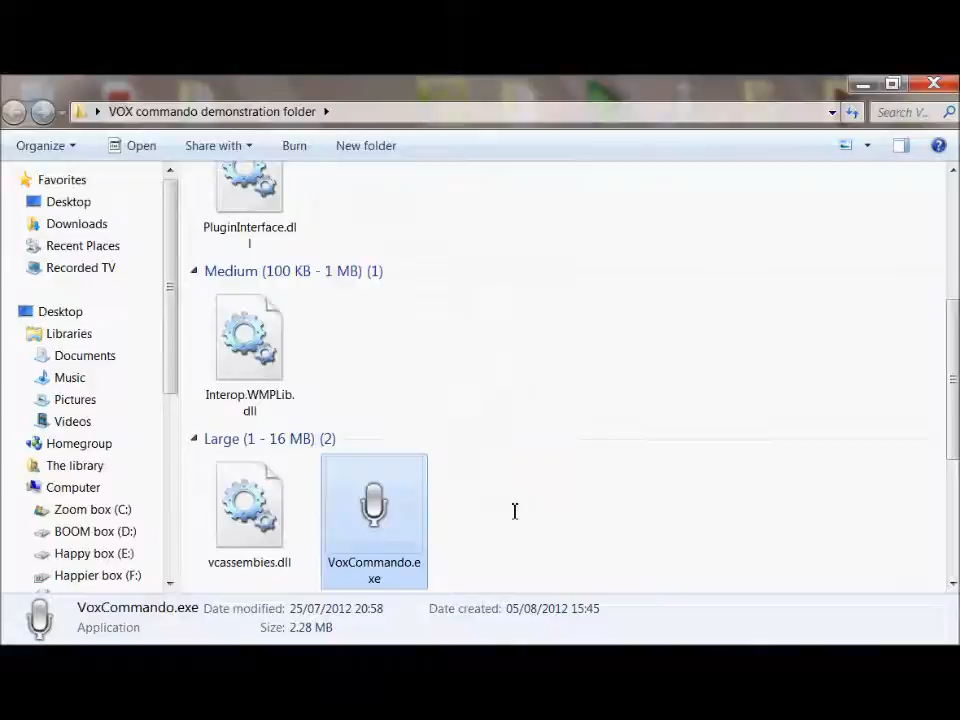 VOX commando demonstration folder
Search V...
Organize
Open
Share with
Burn
New folder
Favorites
Desktop
Downloads
Recent Places
Recorded TV
Desktop
Libraries
Documents
Music
Pictures
Videos
Homegroup
The library
Computer
Zoom box (C:)
BOOM box (D:)
Happy box (E:)
Happier box (F:)
PluginInterface.dl
l
Medium (100 KB - 1 MB) (1)
Interop.WMPLib.
dll
Large (1 - 16 MB) (2)
vcassembies.dll
VoxCommando.e
xe
VoxCommando.exe Date modified: 25/07/2012 20:58 Date created: 05/08/2012 15:45
Application Size: 2.28 MB